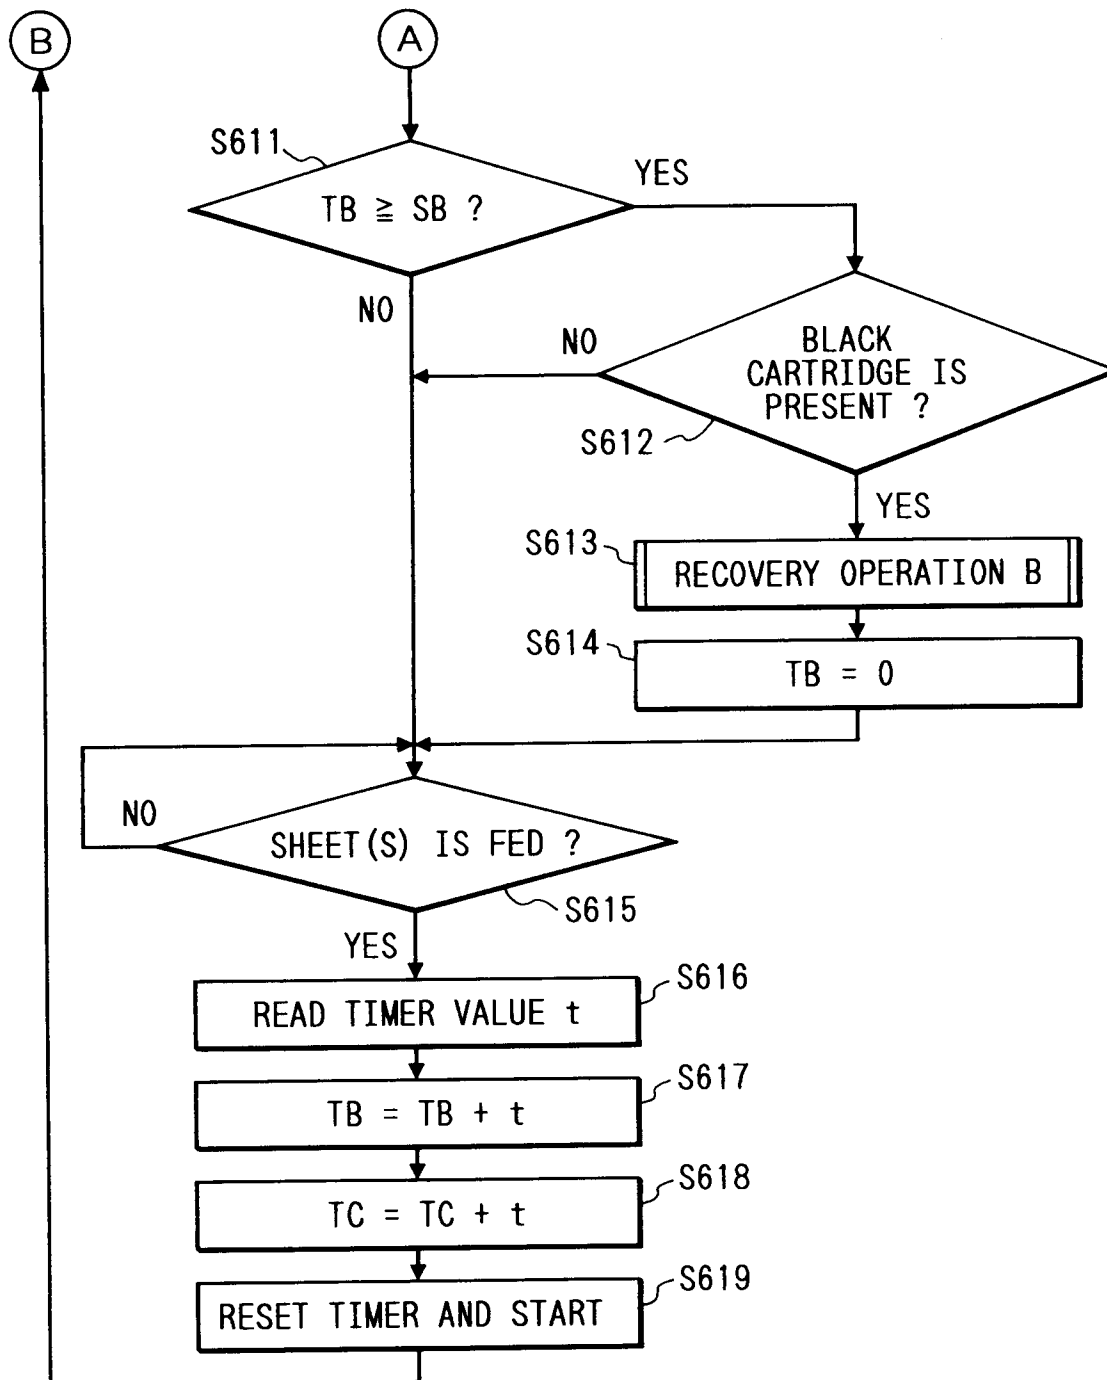 B
A
S611
TB ≧ SB ?
YES
NO
BLACK
CARTRIDGE IS
PRESENT ?
NO
S612
YES
S613
RECOVERY OPERATION B
S614
TB = 0
NO
SHEET(S) IS FED ?
S615
YES
S616
READ TIMER VALUE t
S617
TB = TB + t
S618
TC = TC + t
S619
RESET TIMER AND START